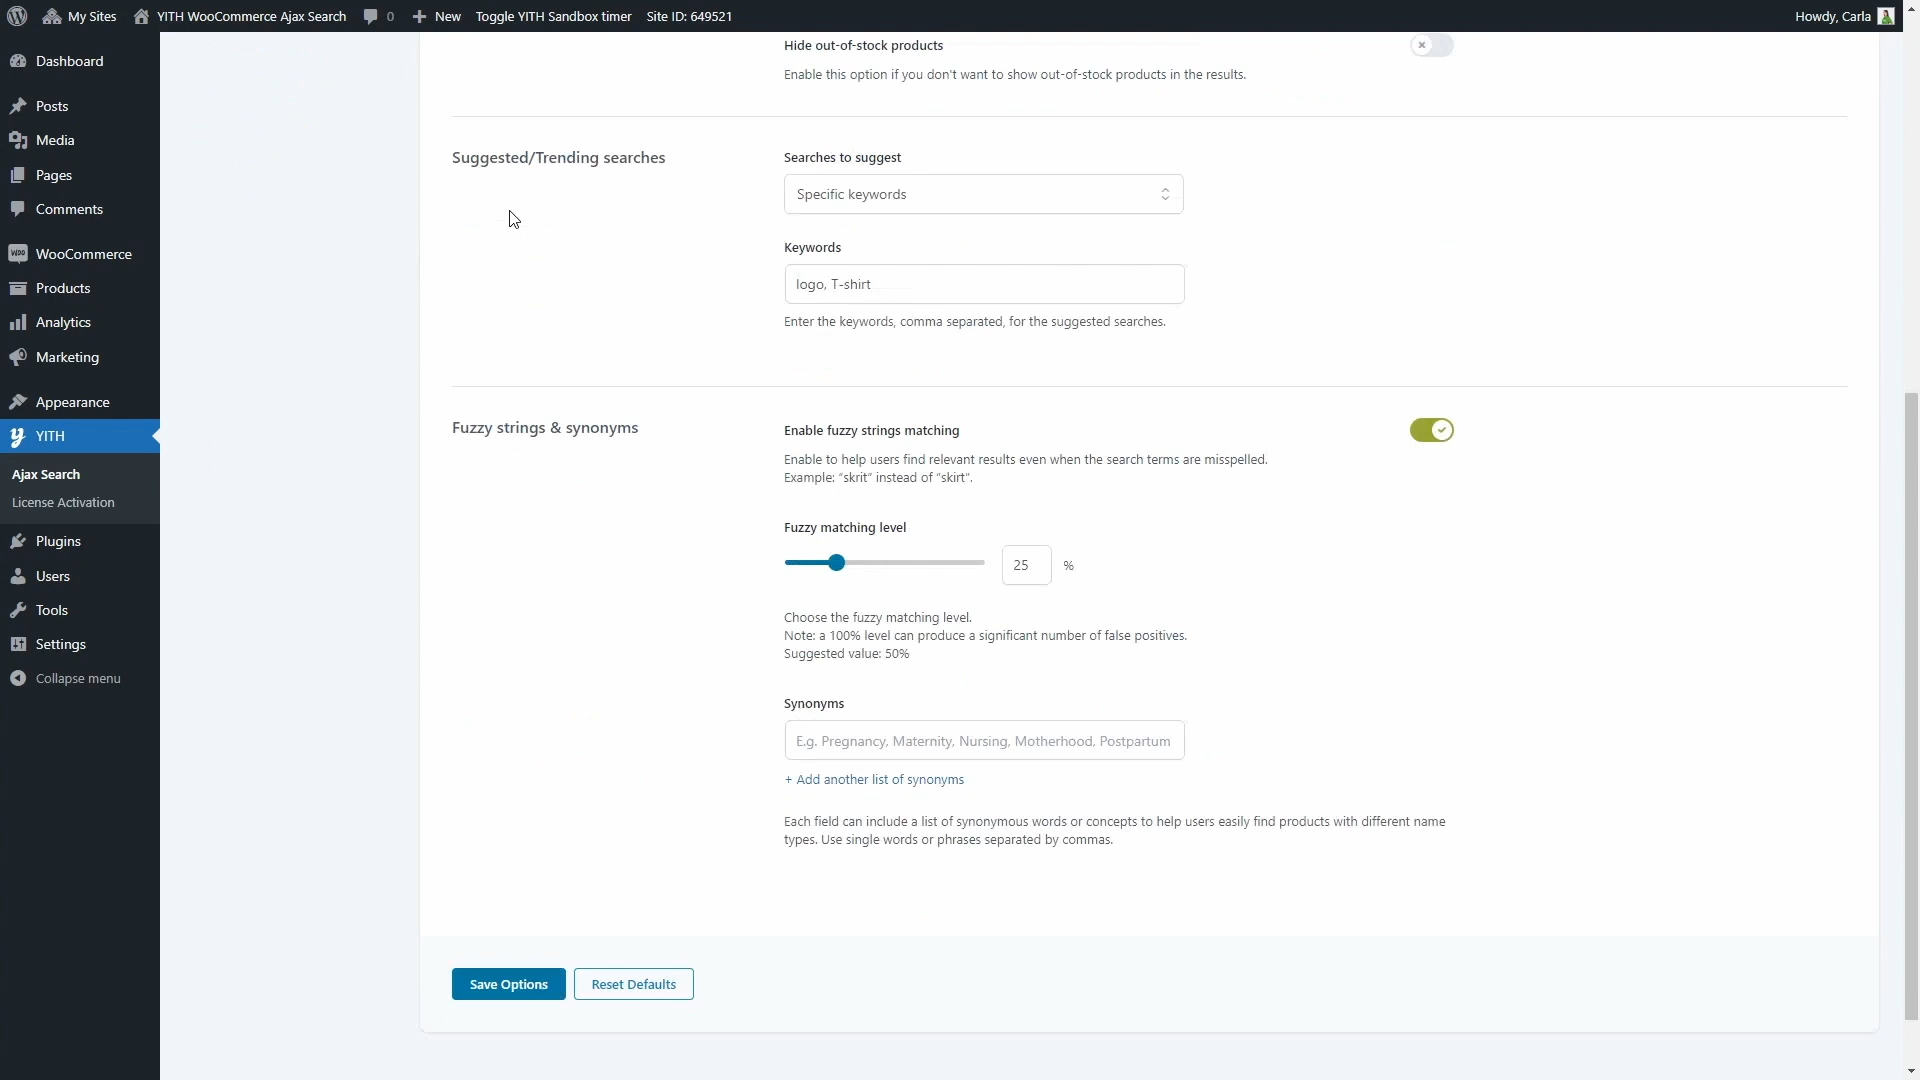 My Sites
YITH WooCommerce Ajax Search
0
New
Toggle YITH Sandbox timer
Site ID: 649521
Howdy, Carla
Dashboard
Posts
Media
Pages
Comments
WOO WooCommerce
Products
Analytics
Marketing
Appearance
YITH
Ajax Search
License Activation
Plugins
Users
Tools
Settings
Collapse menu
Hide out-of-stock products
Enable this option if you don't want to show out-of-stock products in the results.
Suggested/Trending searches
Searches to suggest
Specific keywords
Keywords
logo, T-shirt
Enter the keywords, comma separated, for the suggested searches.
Fuzzy strings & synonyms
Enable fuzzy strings matching
Enable to help users find relevant results even when the search terms are misspelled.
Example: “skrit” instead of “skirt”.
Fuzzy matching level
25 %
Choose the fuzzy matching level.
Note: a 100% level can produce a significant number of false positives.
Suggested value: 50%
Synonyms
E.g. Pregnancy, Maternity, Nursing, Motherhood, Postpartum
+ Add another list of synonyms
Each field can include a list of synonymous words or concepts to help users easily find products with different name
types. Use single words or phrases separated by commas.
Save Options
Reset Defaults